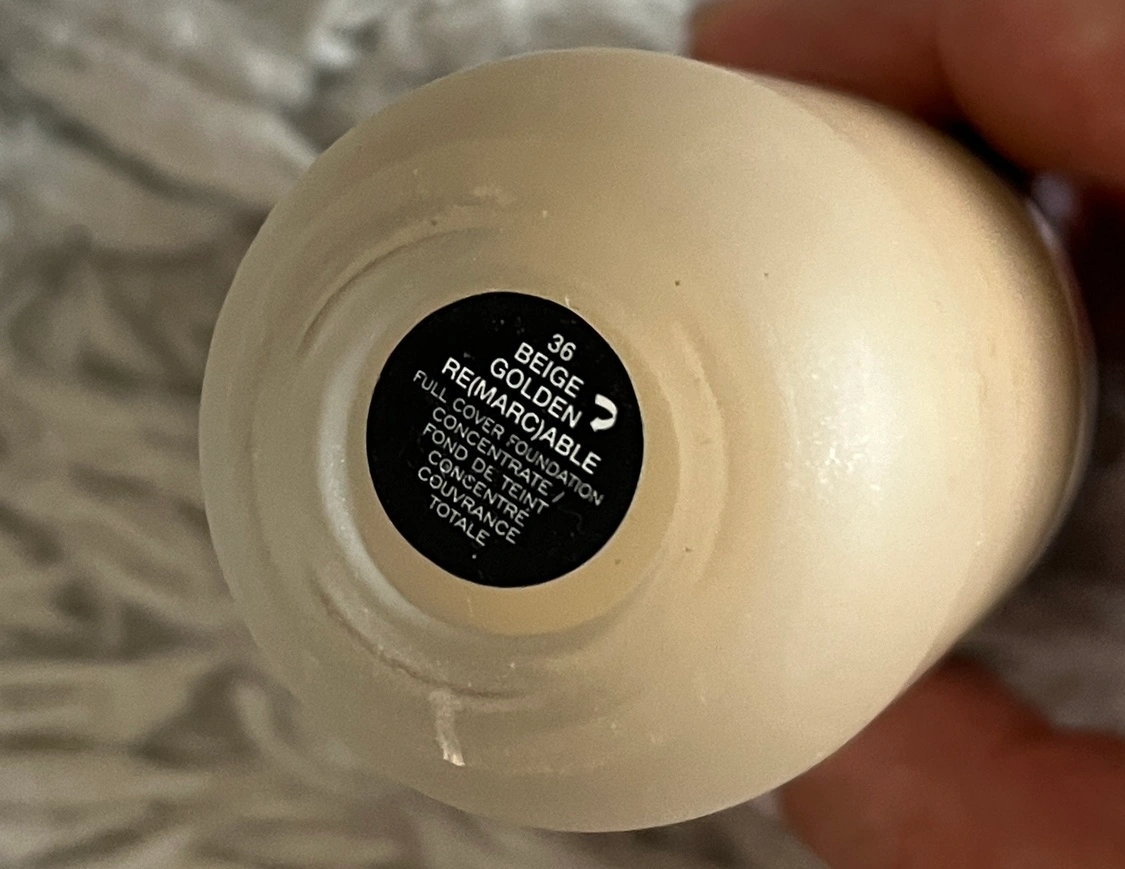 36
BEIGE
GOLDEN
RE(MARC)ABLE
FULL COVER FOUNDATION
CONCENTRATE /
FOND DE TEINT
CONCENTRÉ
COUVRANCE
TOTALE